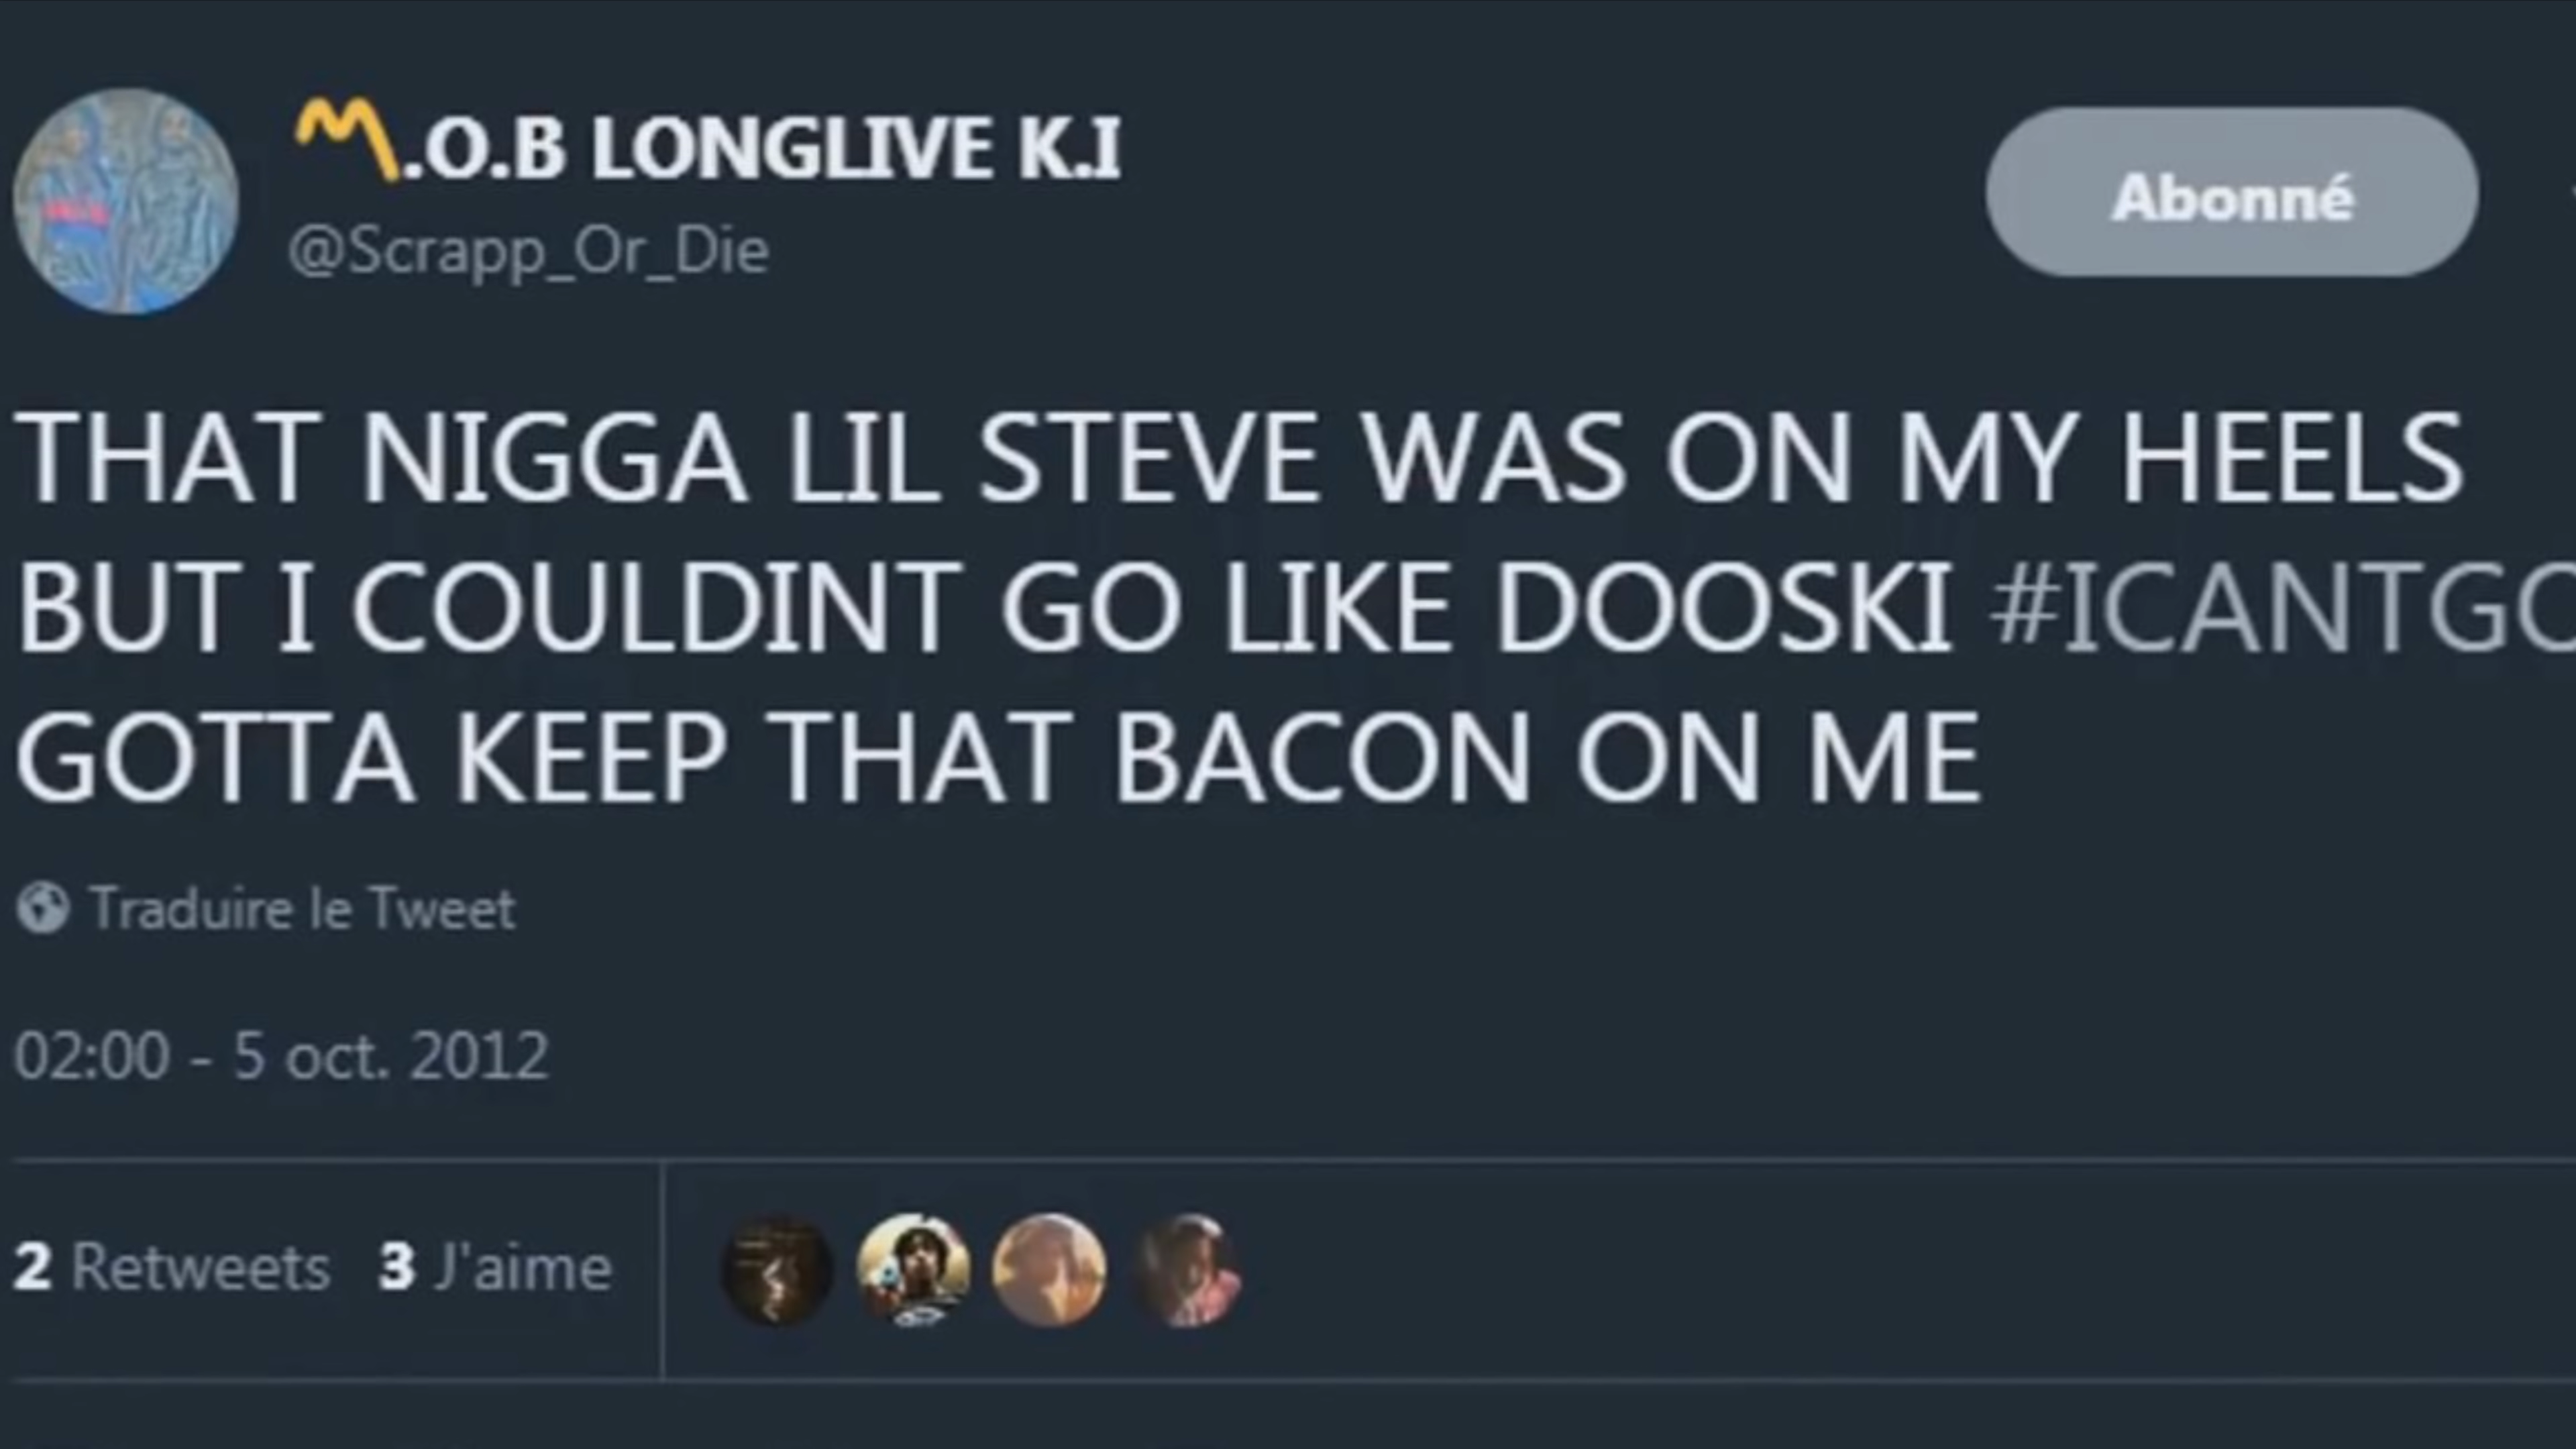 〽️.O.B LONGLIVE K.I
@Scrapp_Or_Die
Abonné
THAT NIGGA LIL STEVE WAS ON MY HEELS
BUT I COULDINT GO LIKE DOOSKI #ICANTGO
GOTTA KEEP THAT BACON ON ME
Traduire le Tweet
02:00 - 5 oct. 2012
2 Retweets 3 J'aime